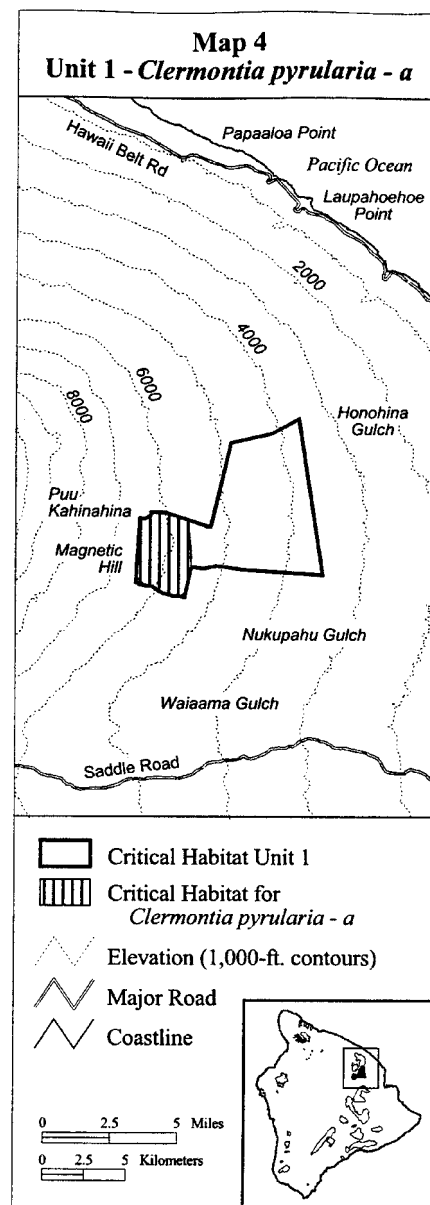 Map 4
Unit 1 - Clermontia pyrularia - a
Hawaii Belt Rd
Papaaloa Point
Pacific Ocean
Laupahoehoe
Point
2000
4000
6000
8000
Honohina
Gulch
Puu
Kahinahina
Magnetic
Hill
Nukupahu Gulch
Waiaama Gulch
Saddle Road
Critical Habitat Unit 1
Critical Habitat for
Clermontia pyrularia - a
Elevation (1,000-ft. contours)
Major Road
Coastline
0 2.5 5 Miles
0 2.5 5 Kilometers